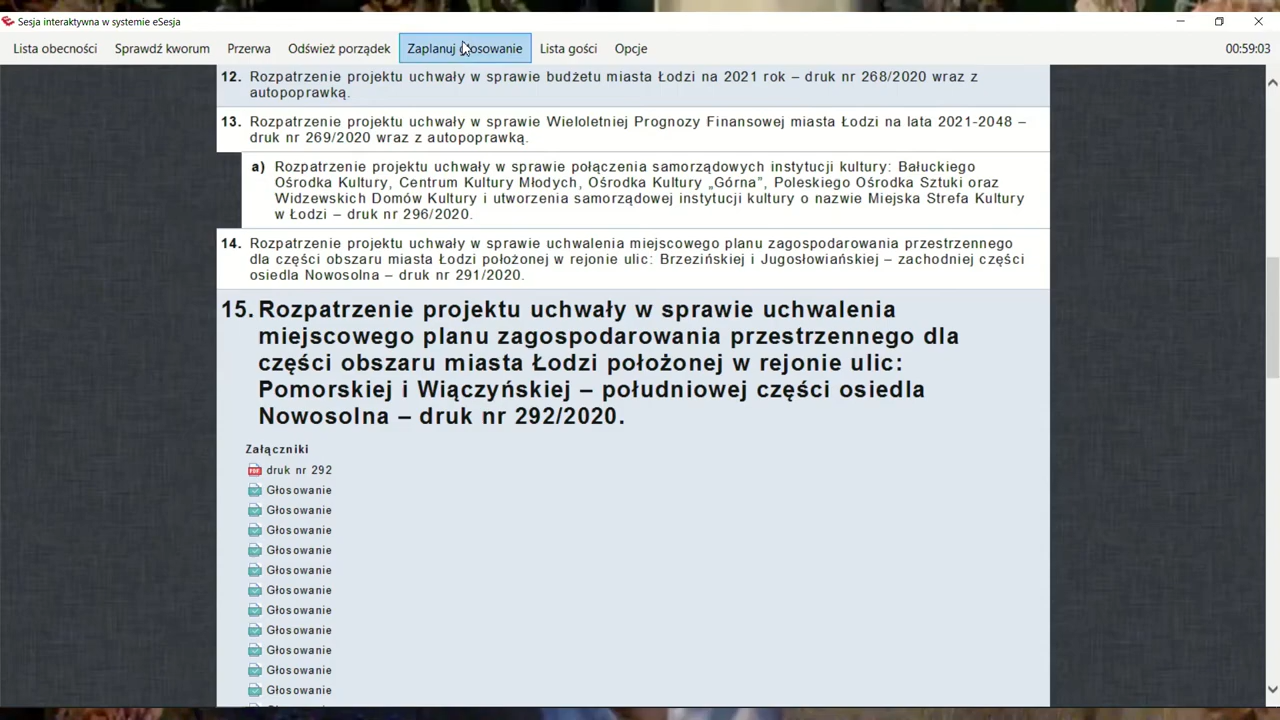 Sesja interaktywna w systemie eSesja
Lista obecności Sprawdź kworum Przerwa Odśwież porządek Zaplanuj głosowanie Lista gości Opcje 00:59:03
12. Rozpatrzenie projektu uchwały w sprawie budżetu miasta Łodzi na 2021 rok – druk nr 268/2020 wraz z
autopoprawką.
13. Rozpatrzenie projektu uchwały w sprawie Wieloletniej Prognozy Finansowej miasta Łodzi na lata 2021-2048 –
druk nr 269/2020 wraz z autopoprawką.
a) Rozpatrzenie projektu uchwały w sprawie połączenia samorządowych instytucji kultury: Bałuckiego
Ośrodka Kultury, Centrum Kultury Młodych, Ośrodka Kultury „Górna”, Poleskiego Ośrodka Sztuki oraz
Widzewskich Domów Kultury i utworzenia samorządowej instytucji kultury o nazwie Miejska Strefa Kultury
w Łodzi – druk nr 296/2020.
14. Rozpatrzenie projektu uchwały w sprawie uchwalenia miejscowego planu zagospodarowania przestrzennego
dla części obszaru miasta Łodzi położonej w rejonie ulic: Brzezińskiej i Jugosłowiańskiej – zachodniej części
osiedla Nowosolna – druk nr 291/2020.
15. Rozpatrzenie projektu uchwały w sprawie uchwalenia
miejscowego planu zagospodarowania przestrzennego dla
części obszaru miasta Łodzi położonej w rejonie ulic:
Pomorskiej i Wiączyńskiej – południowej części osiedla
Nowosolna – druk nr 292/2020.
Załączniki
druk nr 292
Głosowanie
Głosowanie
Głosowanie
Głosowanie
Głosowanie
Głosowanie
Głosowanie
Głosowanie
Głosowanie
Głosowanie
Głosowanie